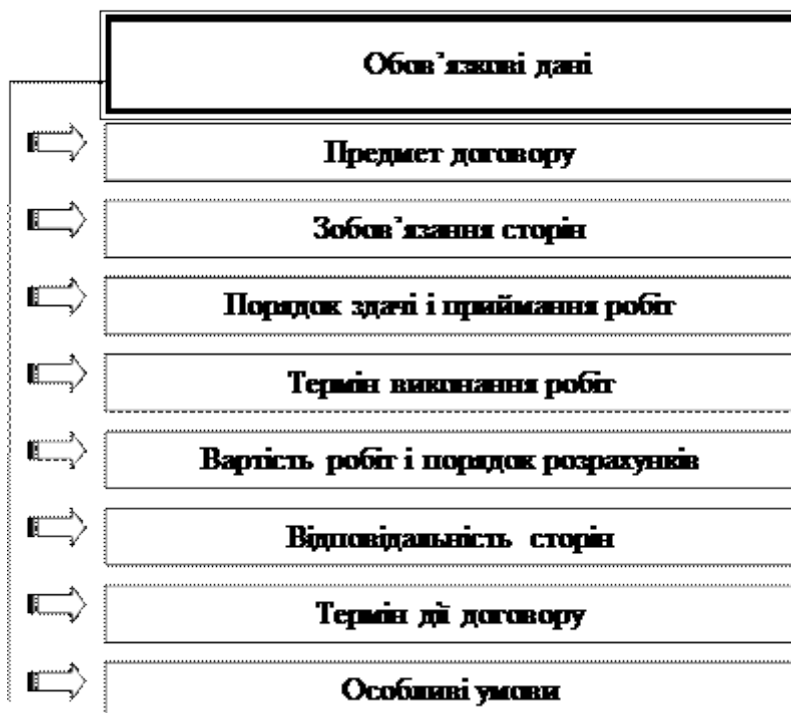 Обов’язкові дані
Предмет договору
Зобов’язання сторін
Порядок здачі і приймання робіт
Термін виконання робіт
Вартість робіт і порядок розрахунків
Відповідальність сторін
Термін дії договору
Особливі умови